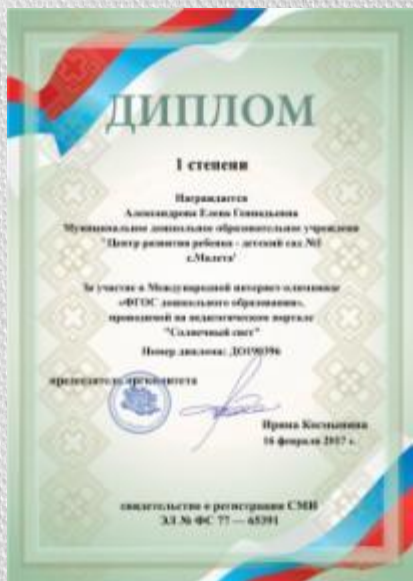 ДИПЛОМ
I степени
Награждается
Александрова Елена Геннадьевна
Муниципальное дошкольное образовательное учреждение
"Центр развития ребенка - детский сад №1
с.Малета"
За участие в Международной интернет-олимпиаде
«ФГОС дошкольного образования»,
проводимой на педагогическом портале
"Солнечный свет"
Номер диплома: ДО190396
председатель оргкомитета
Ирина Космынина
16 февраля 2017 г.
свидетельство о регистрации СМИ
ЭЛ № ФС 77 — 65391